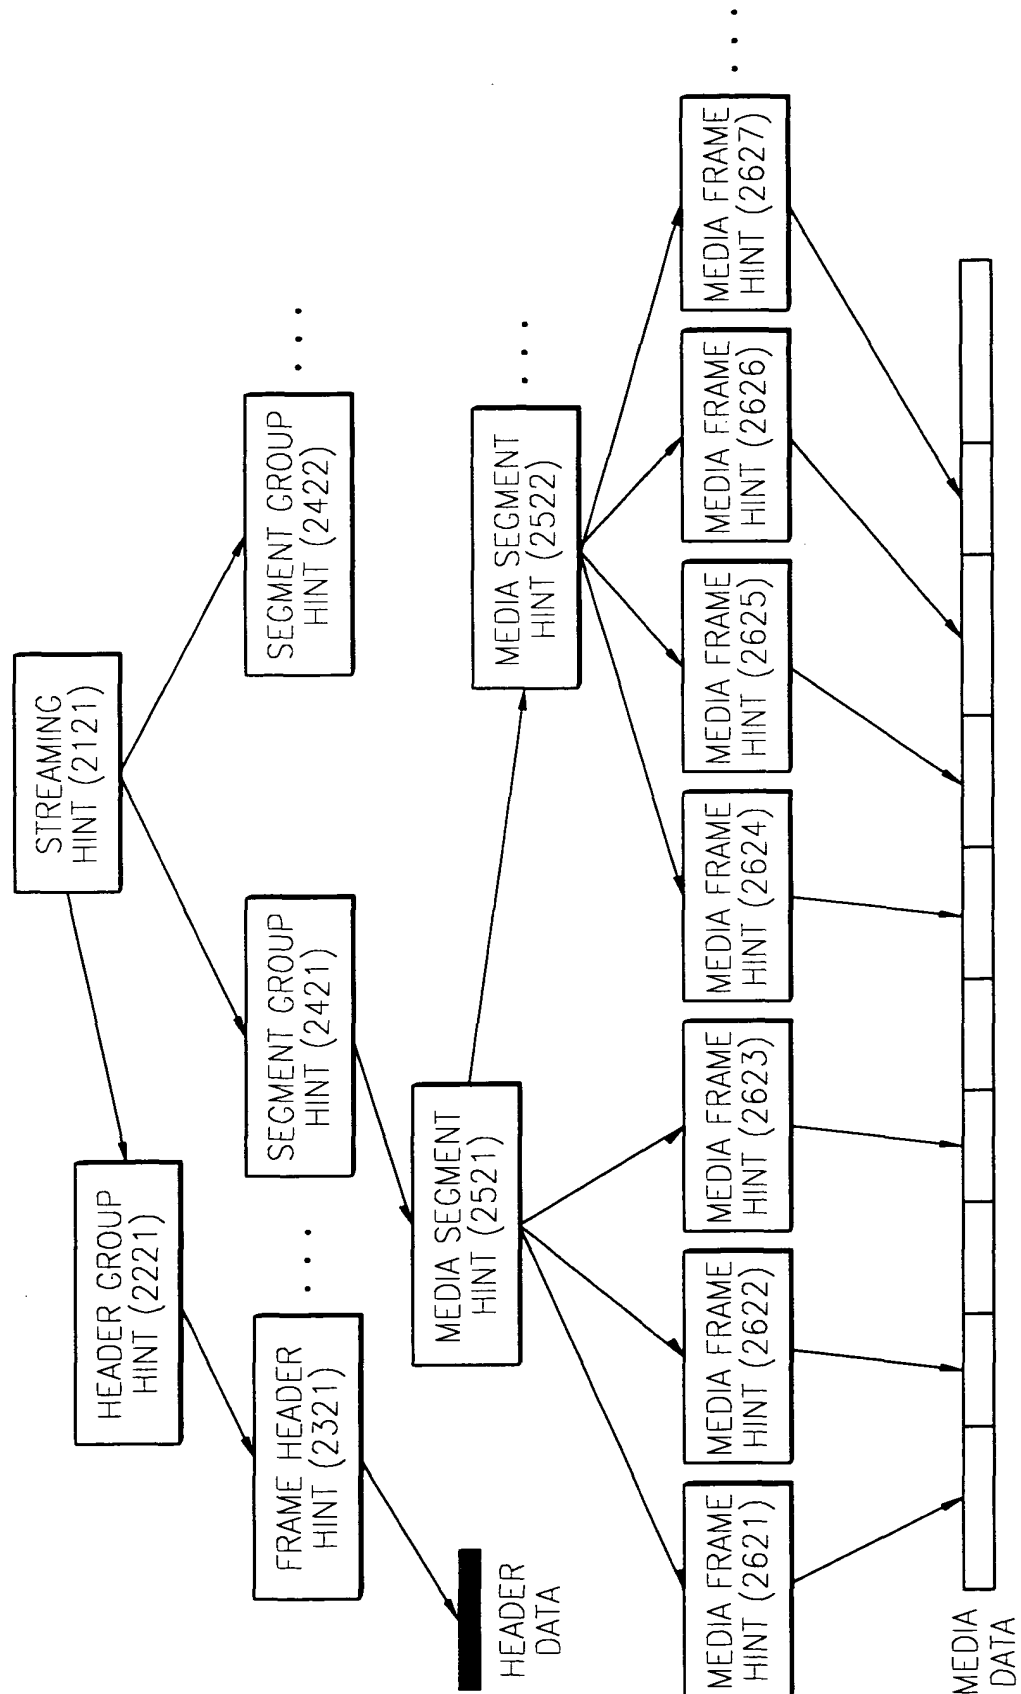 STREAMING
HINT (2121)
HEADER GROUP
HINT (2221)
FRAME HEADER
HINT (2321)
SEGMENT GROUP
HINT (2421)
SEGMENT GROUP
HINT (2422)
HEADER
DATA
MEDIA SEGMENT
HINT (2521)
MEDIA SEGMENT
HINT (2522)
MEDIA FRAME
HINT (2621)
MEDIA FRAME
HINT (2622)
MEDIA FRAME
HINT (2623)
MEDIA FRAME
HINT (2624)
MEDIA FRAME
HINT (2625)
MEDIA FRAME
HINT (2626)
MEDIA FRAME
HINT (2627)
MEDIA
DATA